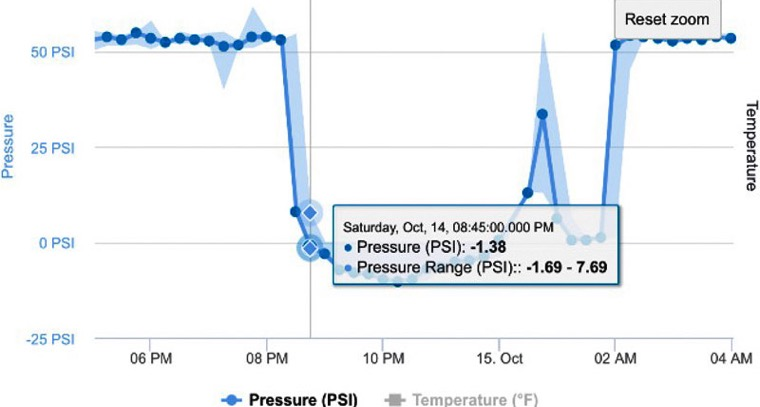 Reset zoom
50 PSI
25 PSI
0 PSI
-25 PSI
Pressure
Temperature
Saturday, Oct, 14, 08:45:00.000 PM
Pressure (PSI): -1.38
Pressure Range (PSI):: -1.69 - 7.69
06 PM 08 PM 10 PM 15. Oct 02 AM 04 AM
Pressure (PSI) Temperature (°F)